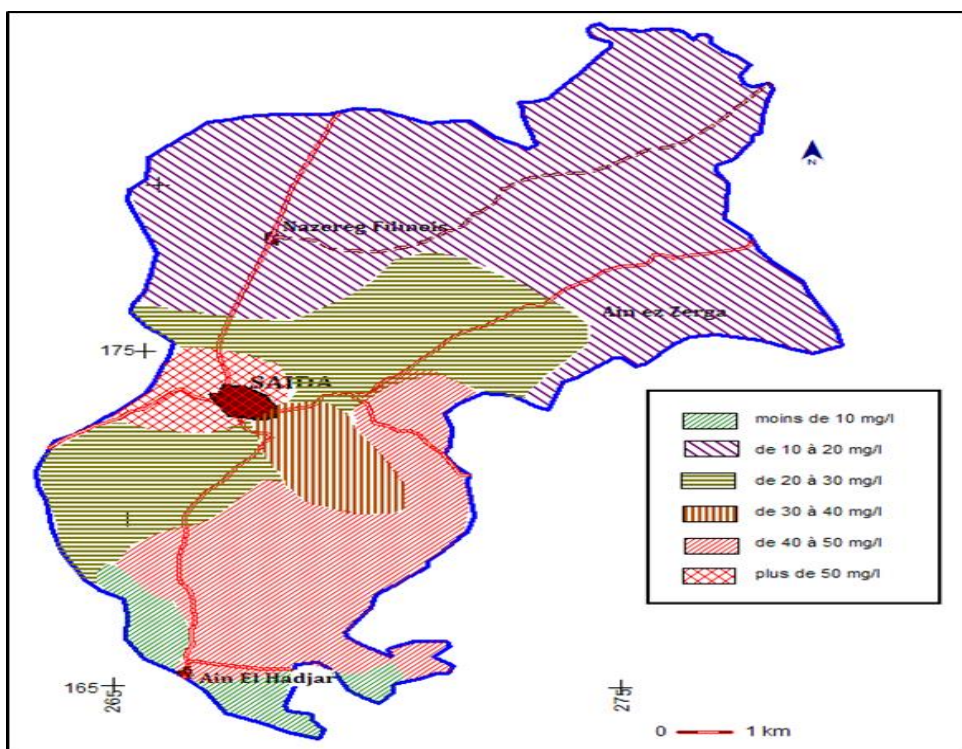 N
Nazereg Filinois
Ain ez Zerga
175
SAIDA
moins de 10 mg/l
de 10 à 20 mg/l
de 20 à 30 mg/l
de 30 à 40 mg/l
de 40 à 50 mg/l
plus de 50 mg/l
Ain El Hadjar
165
265
275
0 1 km